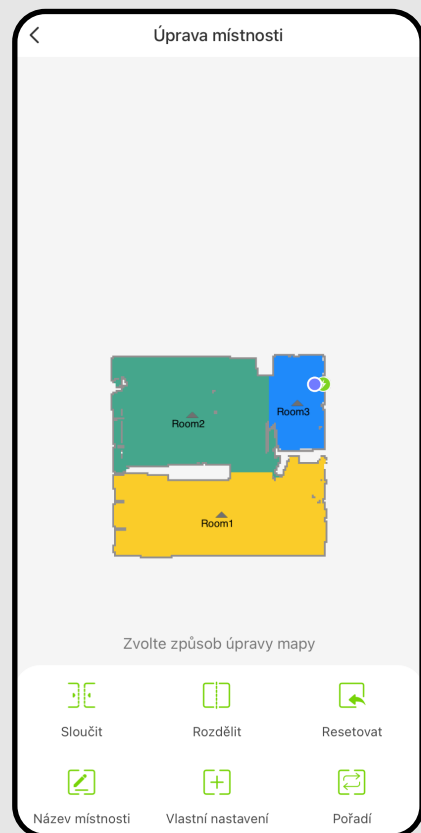 Úprava místnosti
Room2
Room3
Room1
Zvolte způsob úpravy mapy
Sloučit
Rozdělit
Resetovat
Název místnosti
Vlastní nastavení
Pořadí